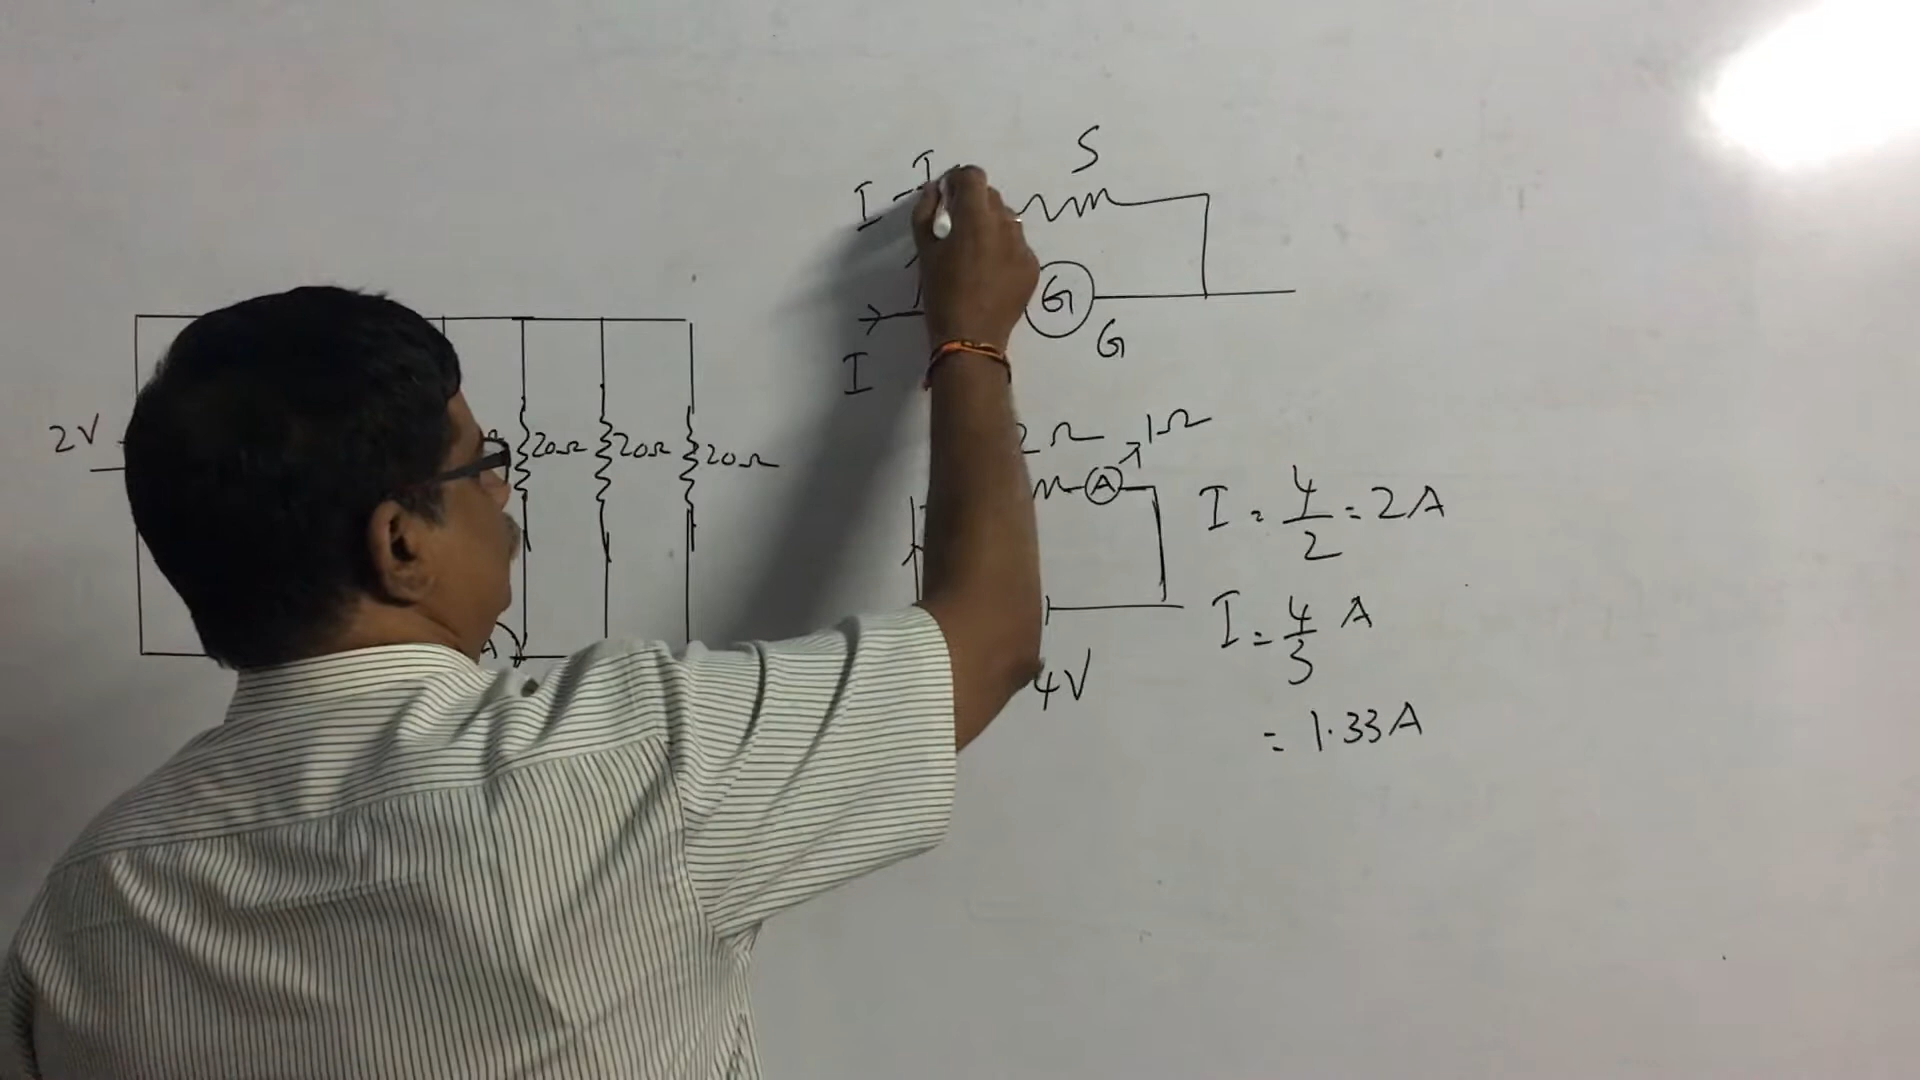 2V
20Ω 20Ω 20Ω
A
I - I
S
G
G
I
2Ω
1Ω
A
4V
I = 4/2 = 2A
I = 4/3 A
= 1.33A